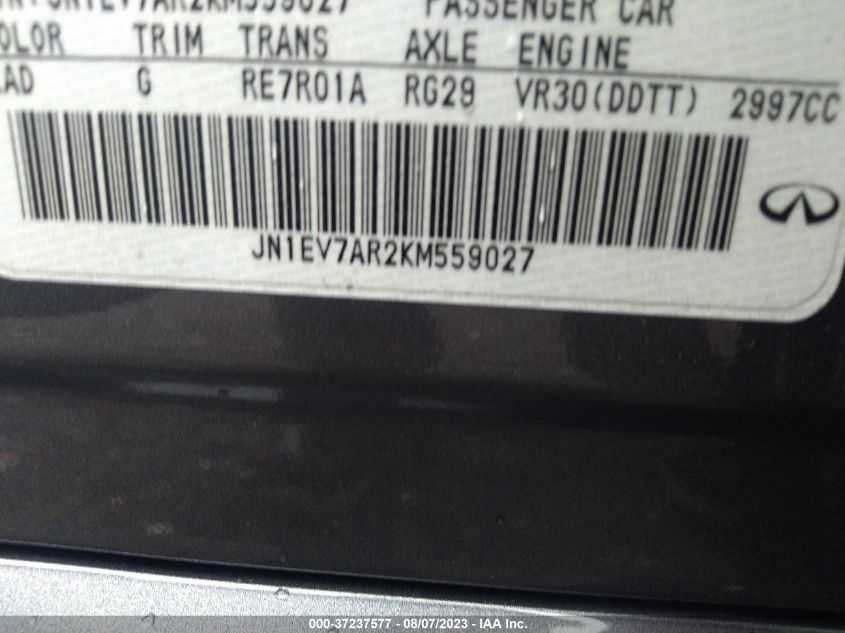 JN1EV7AR2KM559027 PASSENGER CAR
OLOR TRIM TRANS AXLE ENGINE
AD G RE7R01A RG29 VR30(DDTT) 2997CC
JN1EV7AR2KM559027
000-37237577 - 08/07/2023 - IAA Inc.